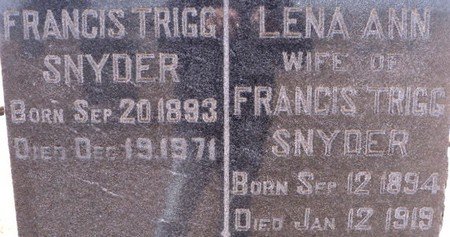 FRANCIS TRIGG
SNYDER
BORN SEP 20 1893
DIED DEC 19 1971
LENA ANN
WIFE OF
FRANCIS TRIGG
SNYDER
BORN SEP 12 1894
DIED JAN 12 1919